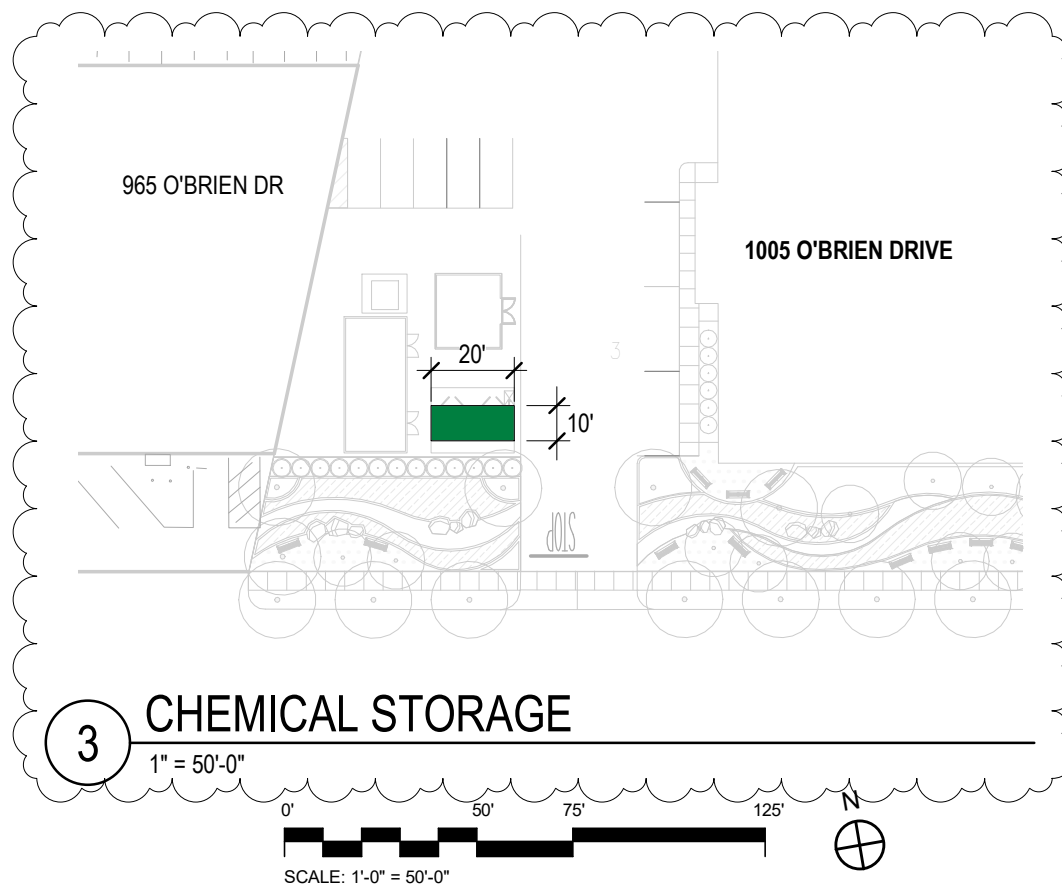 965 O'BRIEN DR
1005 O'BRIEN DRIVE
20'
3
10'
STOP
3
CHEMICAL STORAGE
1" = 50'-0"
0' 50' 75' 125'
N
SCALE: 1'-0" = 50'-0"